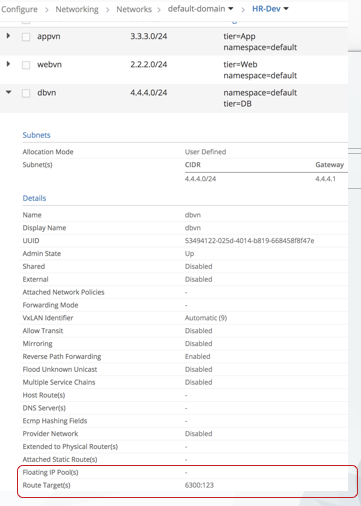 Configure > Networking > Networks > default-domain > HR-Dev
appvn 3.3.3.0/24 tier=App
namespace=default
webvn 2.2.2.0/24 tier=Web
namespace=default
dbvn 4.4.4.0/24 namespace=default
tier=DB
Subnets
Allocation Mode User Defined
Subnet(s) CIDR Gateway
4.4.4.0/24 4.4.4.1
Details
Name dbvn
Display Name dbvn
UUID 53494122-025d-4014-b819-668458f8f47e
Admin State Up
Shared Disabled
External Disabled
Attached Network Policies -
Forwarding Mode -
VxLAN Identifier Automatic (9)
Allow Transit Disabled
Mirroring Disabled
Reverse Path Forwarding Enabled
Flood Unknown Unicast Disabled
Multiple Service Chains Disabled
Host Route(s) -
DNS Server(s) -
Ecmp Hashing Fields -
Provider Network Disabled
Extended to Physical Router(s) -
Attached Static Route(s) -
Floating IP Pool(s) -
Route Target(s) 6300:123